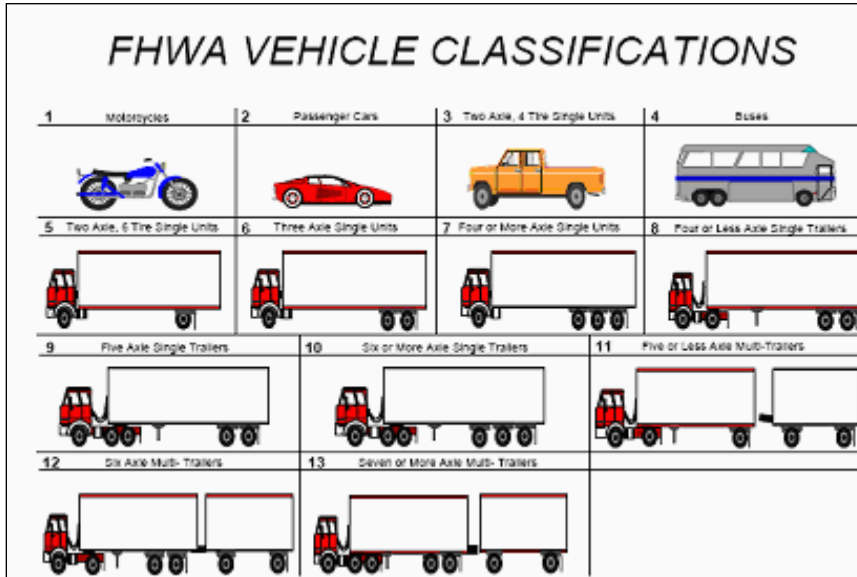 FHWA VEHICLE CLASSIFICATIONS
1 Motorcycles
2 Passenger Cars
3 Two Axle, 4 Tire Single Units
4 Buses
5 Two Axle, 6 Tire Single Units
6 Three Axle Single Units
7 Four or More Axle Single Units
8 Four or Less Axle Single Trailers
9 Five Axle Single Trailers
10 Six or More Axle Single Trailers
11 Five or Less Axle Multi-Trailers
12 Six Axle Multi- Trailers
13 Seven or More Axle Multi- Trailers